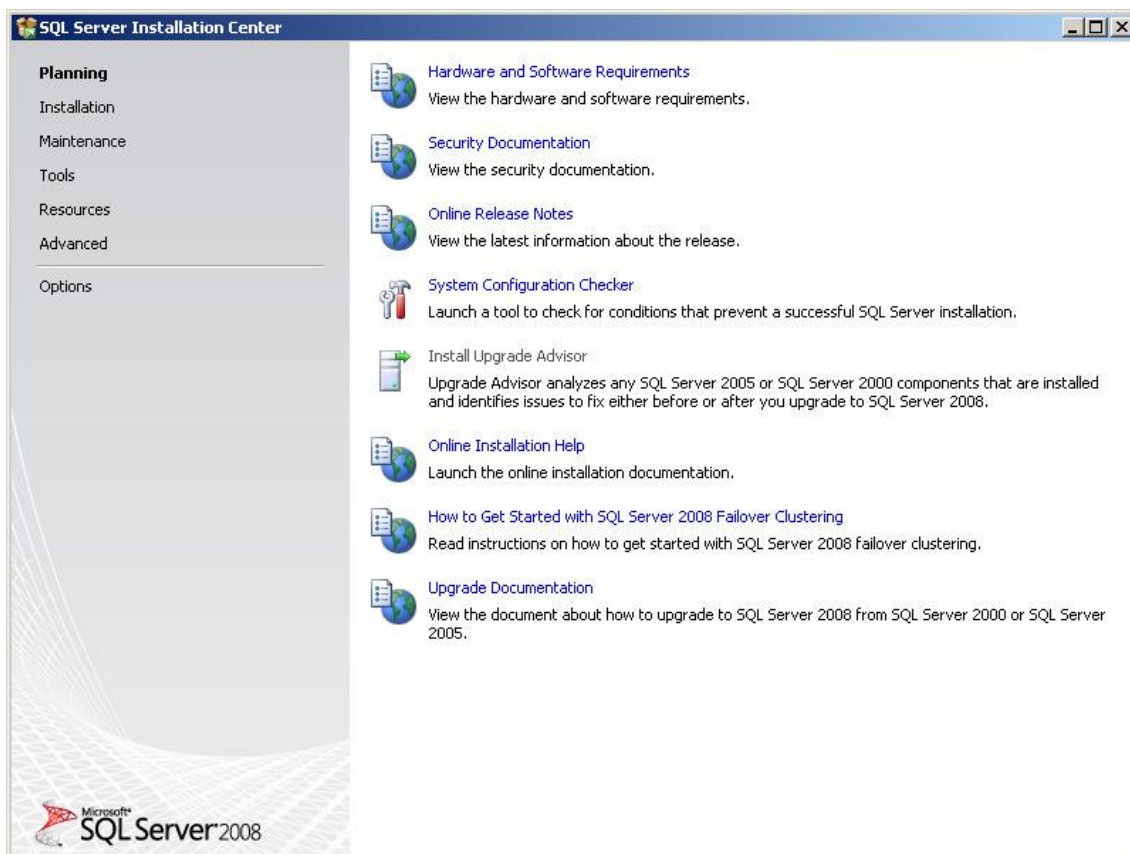 SQL Server Installation Center
Planning
Installation
Maintenance
Tools
Resources
Advanced
Options
Hardware and Software Requirements
View the hardware and software requirements.
Security Documentation
View the security documentation.
Online Release Notes
View the latest information about the release.
System Configuration Checker
Launch a tool to check for conditions that prevent a successful SQL Server installation.
Install Upgrade Advisor
Upgrade Advisor analyzes any SQL Server 2005 or SQL Server 2000 components that are installed
and identifies issues to fix either before or after you upgrade to SQL Server 2008.
Online Installation Help
Launch the online installation documentation.
How to Get Started with SQL Server 2008 Failover Clustering
Read instructions on how to get started with SQL Server 2008 failover clustering.
Upgrade Documentation
View the document about how to upgrade to SQL Server 2008 from SQL Server 2000 or SQL Server
2005.
Microsoft®
SQL Server 2008